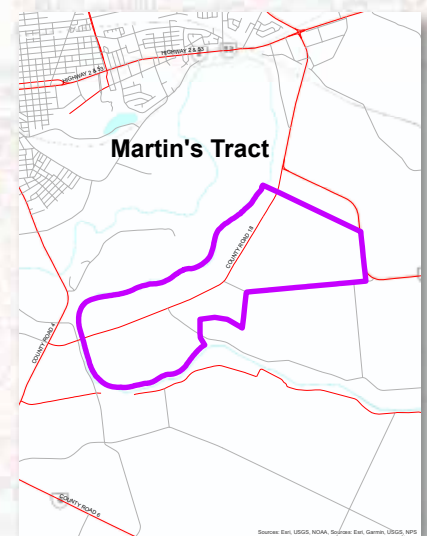 HIGHWAY 2 & 53
HIGHWAY 2 & 53
Martin's Tract
COUNTY ROAD 18
COUNTY ROAD 4
COUNTY ROAD 6
Sources: Esri, USGS, NOAA, Sources: Esri, Garmin, USGS, NPS